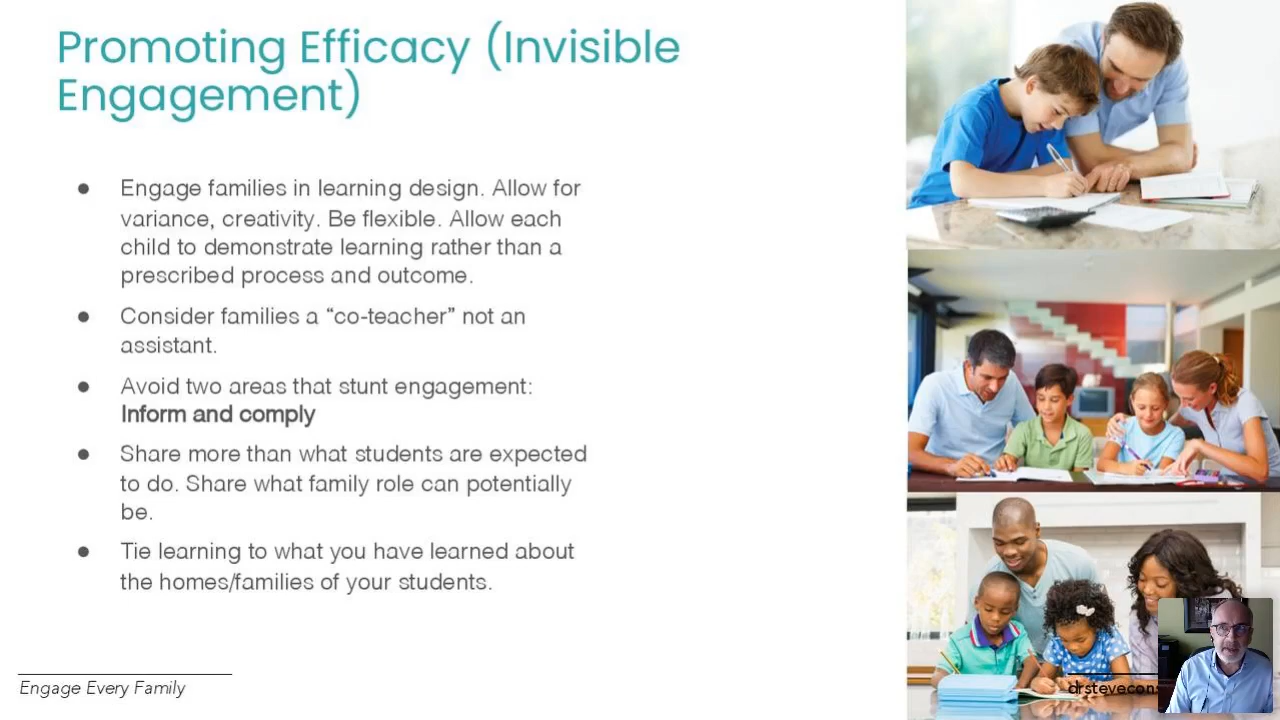 Promoting Efficacy (Invisible
Engagement)
● Engage families in learning design. Allow for
variance, creativity. Be flexible. Allow each
child to demonstrate learning rather than a
prescribed process and outcome.
● Consider families a “co-teacher” not an
assistant.
● Avoid two areas that stunt engagement:
Inform and comply
● Share more than what students are expected
to do. Share what family role can potentially
be.
● Tie learning to what you have learned about
the homes/families of your students.
Engage Every Family